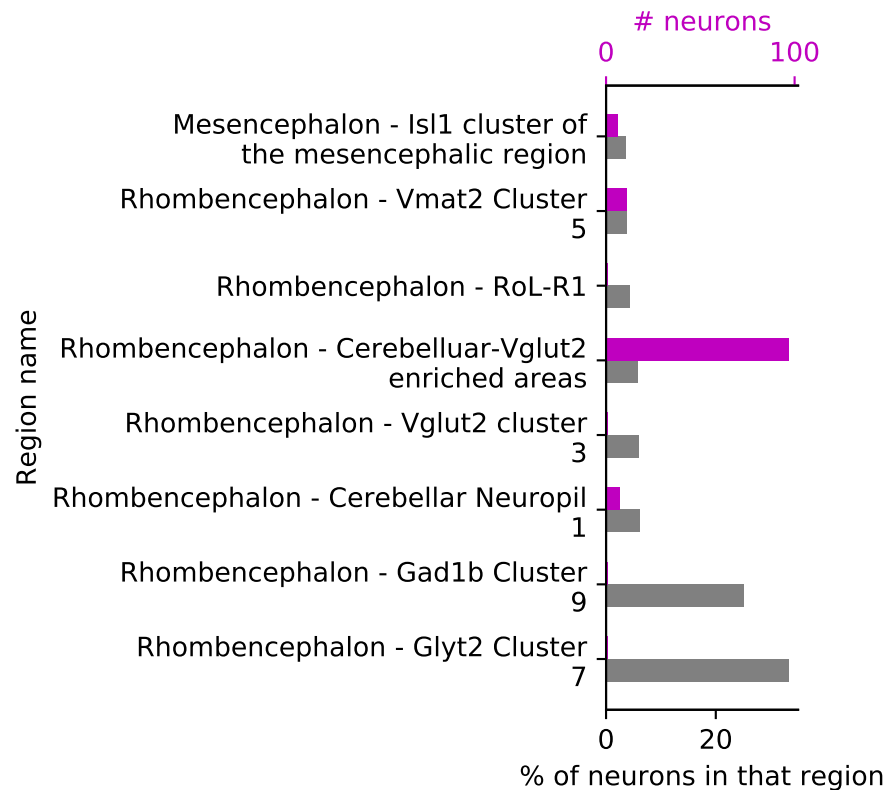 # neurons
0 100
Mesencephalon - Isl1 cluster of
the mesencephalic region
Rhombencephalon - Vmat2 Cluster
5
Rhombencephalon - RoL-R1
Rhombencephalon - Cerebelluar-Vglut2
enriched areas
Rhombencephalon - Vglut2 cluster
3
Rhombencephalon - Cerebellar Neuropil
1
Rhombencephalon - Gad1b Cluster
9
Rhombencephalon - Glyt2 Cluster
7
Region name
0 20
% of neurons in that region